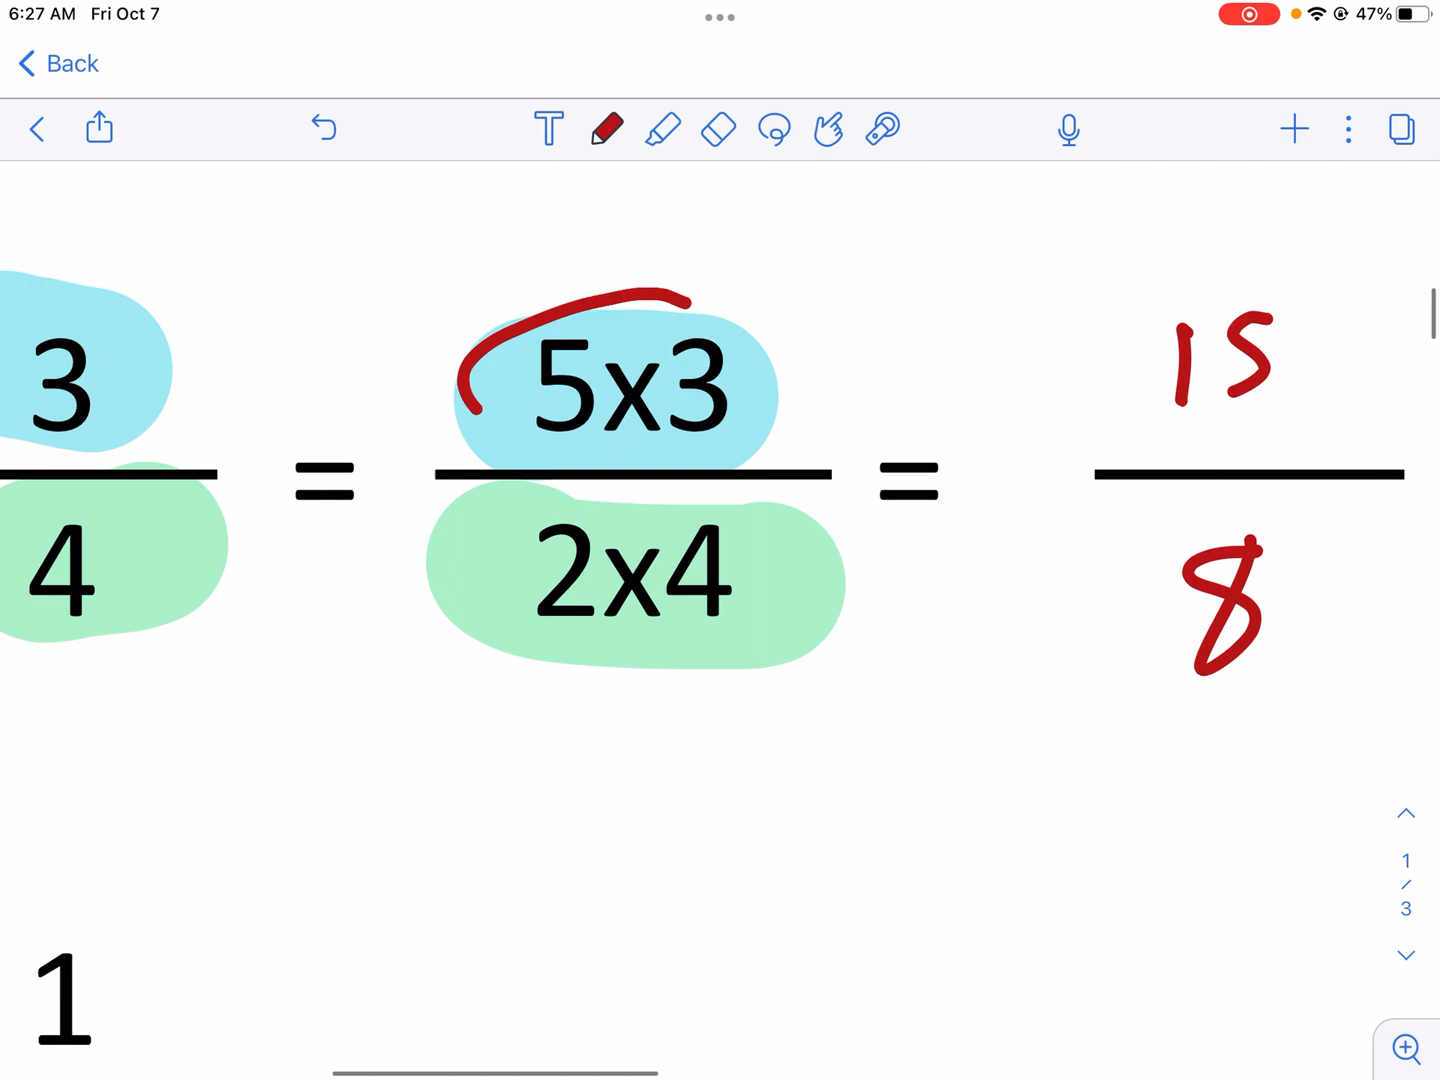 6:27 AM Fri Oct 7
47%
Back
T
3 5x3 15
= =
4 2x4 8
1
/
3
1